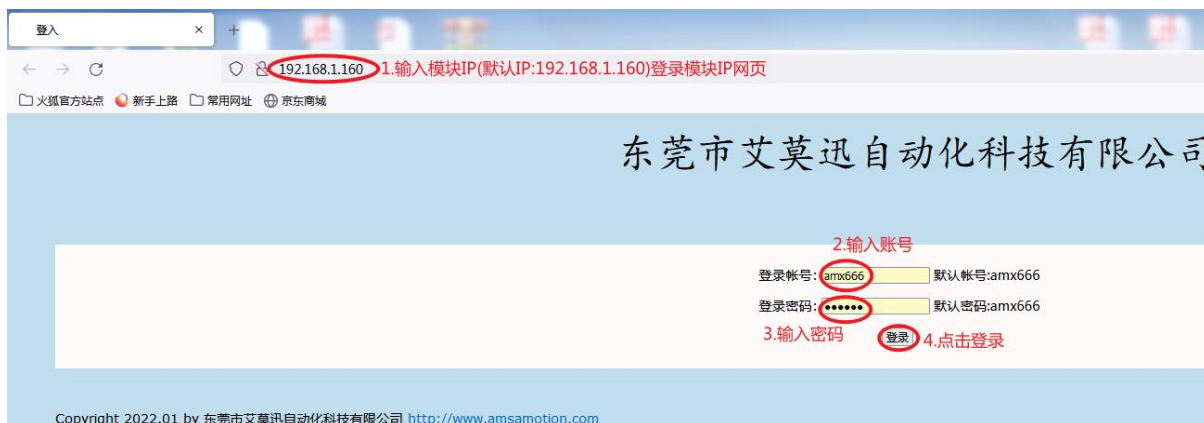 登入
192.168.1.160 1.输入模块IP(默认IP:192.168.1.160)登录模块IP网页
火狐官方站点 新手上路 常用网址 京东商城
东莞市艾莫迅自动化科技有限公司
2.输入账号
登录帐号: amx666 默认帐号:amx666
登录密码: •••••• 默认密码:amx666
3.输入密码 登录 4.点击登录
Copyright 2022.01 by 东莞市艾莫迅自动化科技有限公司 http://www.amsamotion.com